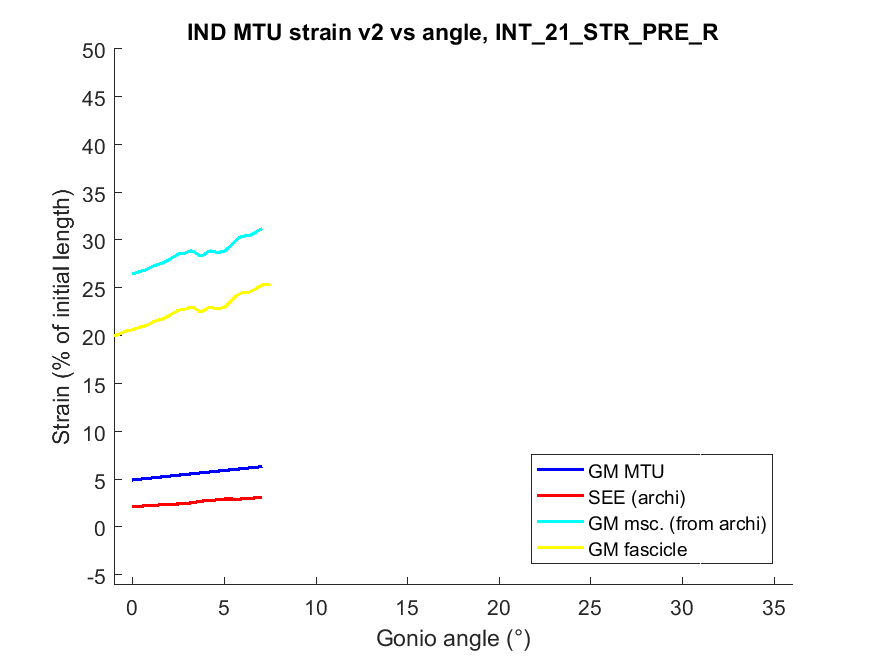 IND MTU strain v2 vs angle, INT_21_STR_PRE_R
Strain (% of initial length)
50
45
40
35
30
25
20
15
10
5
0
-5
GM MTU
SEE (archi)
GM msc. (from archi)
GM fascicle
0 5 10 15 20 25 30 35
Gonio angle (°)